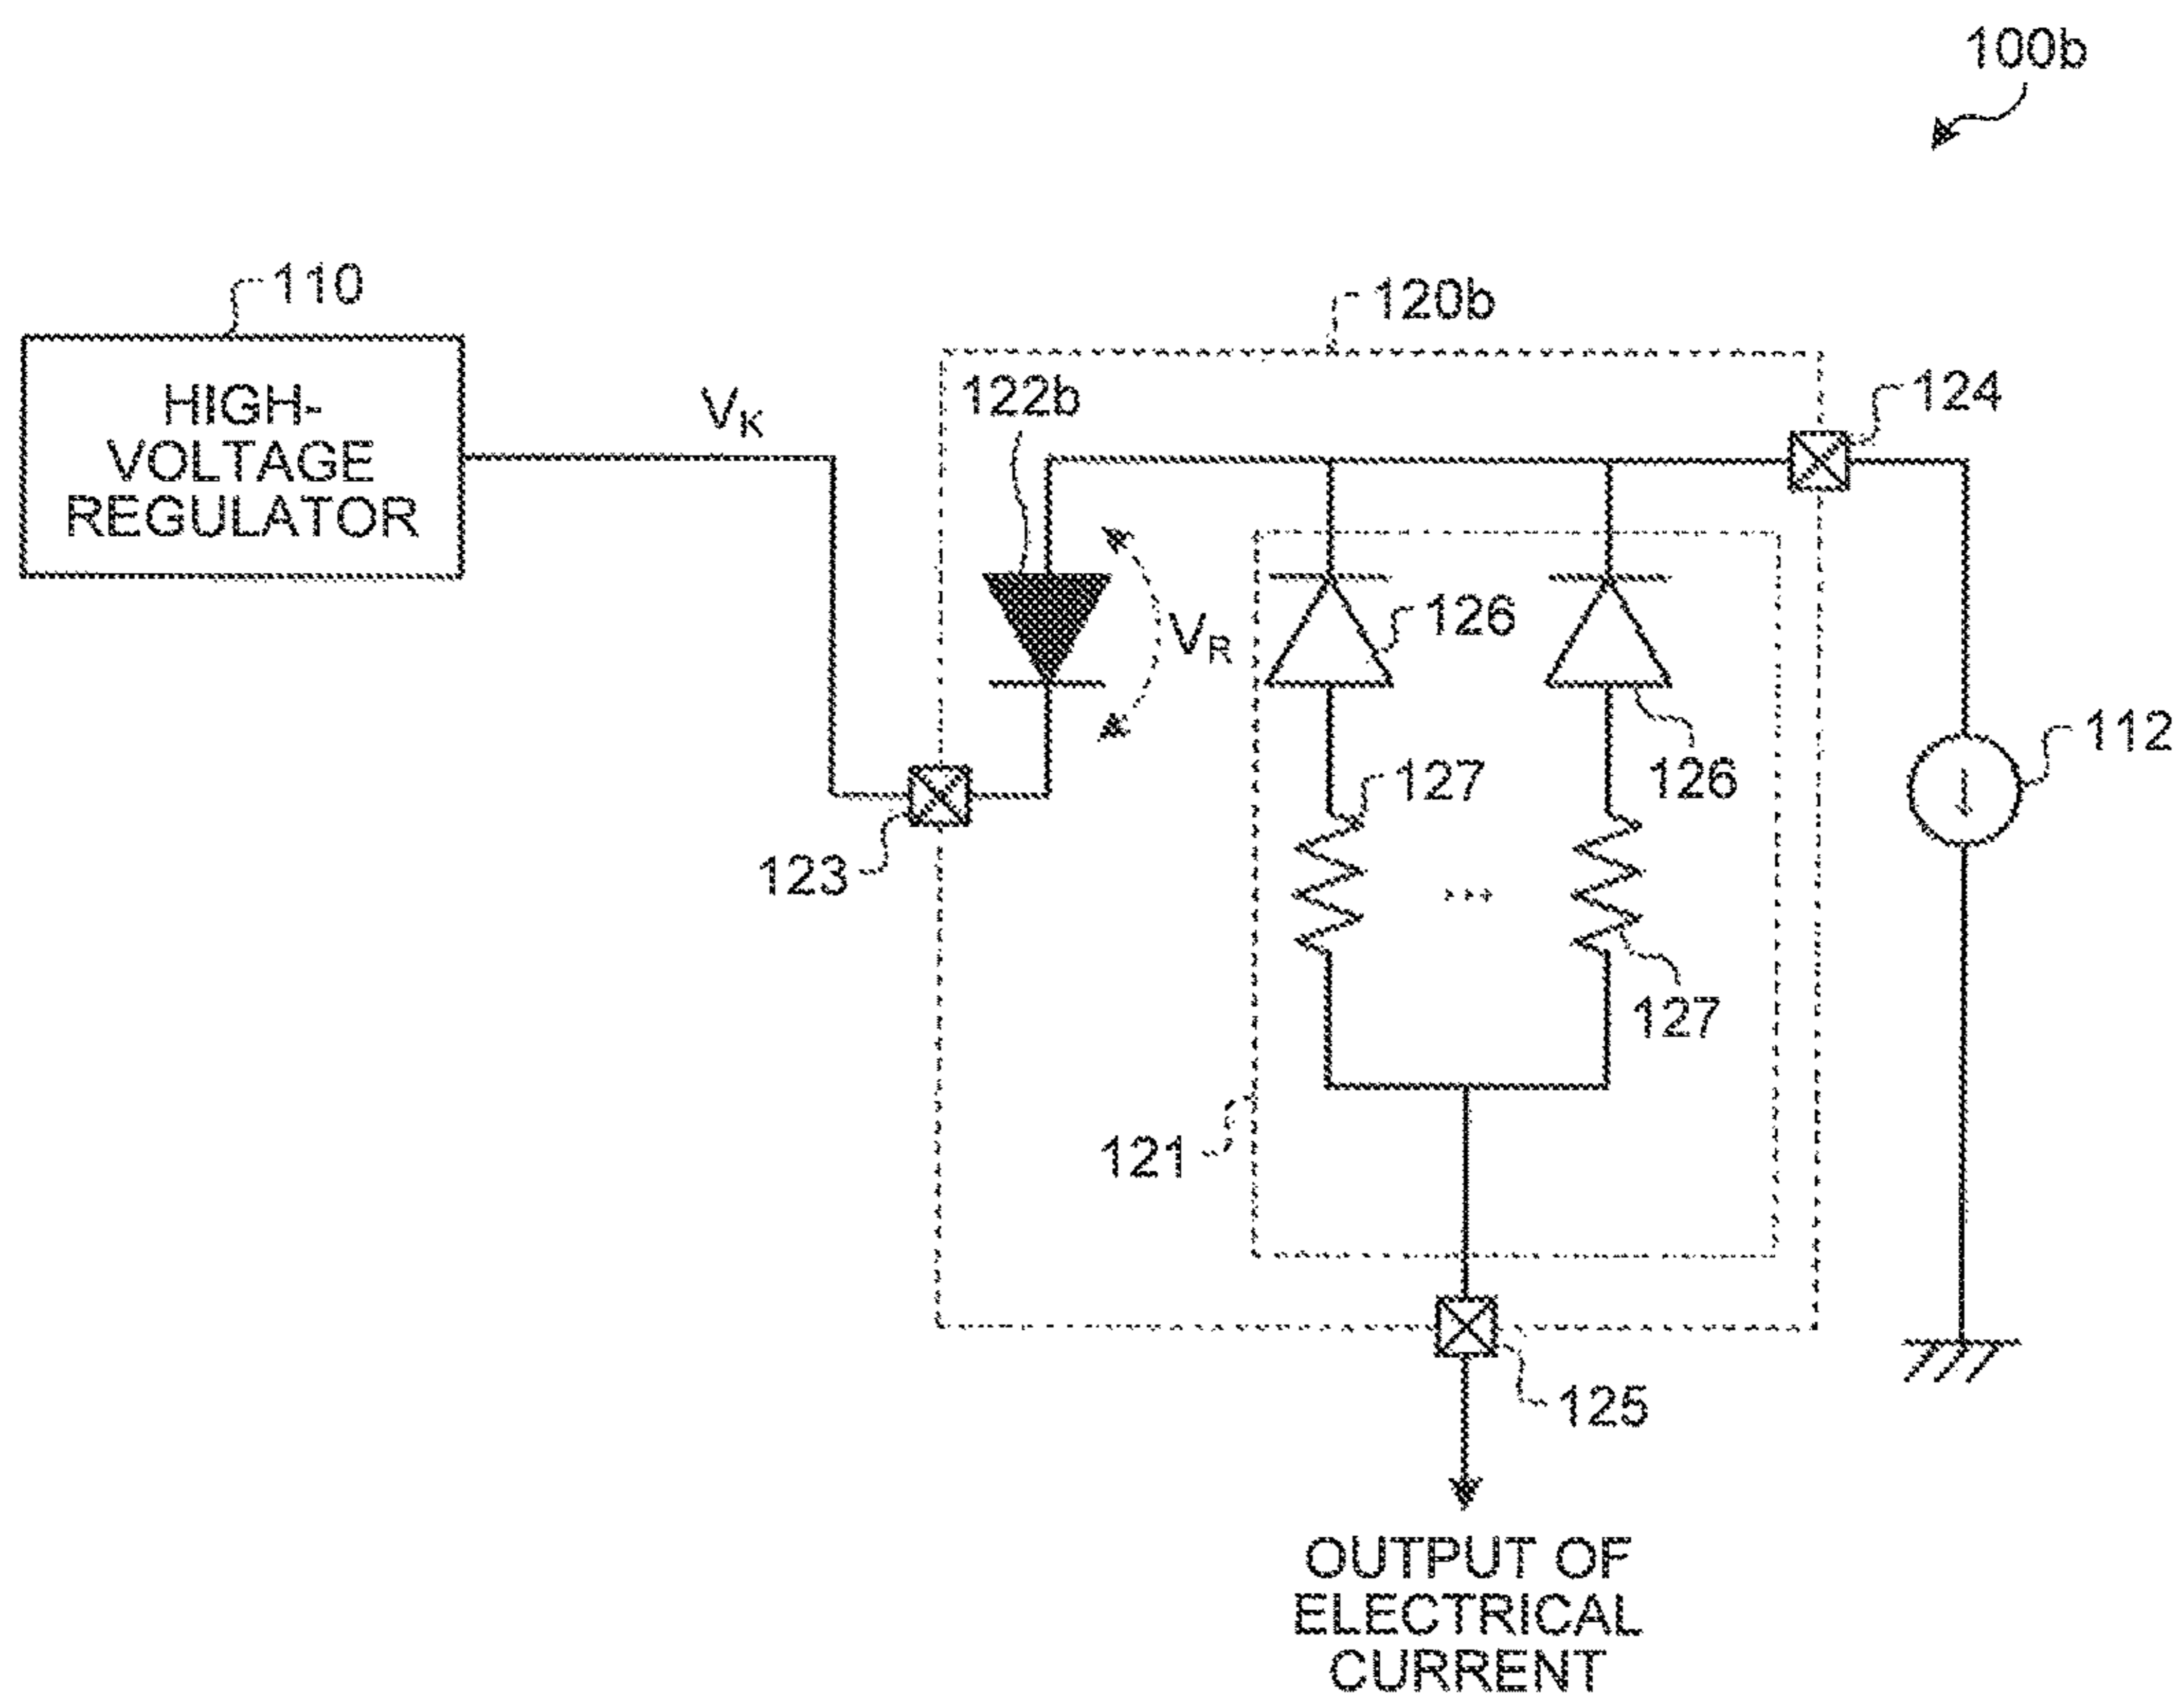 100b
110
HIGH-
VOLTAGE
REGULATOR
VK
120b
122b
124
VR
126
126
112
127
127
123
121
125
OUTPUT OF
ELECTRICAL
CURRENT